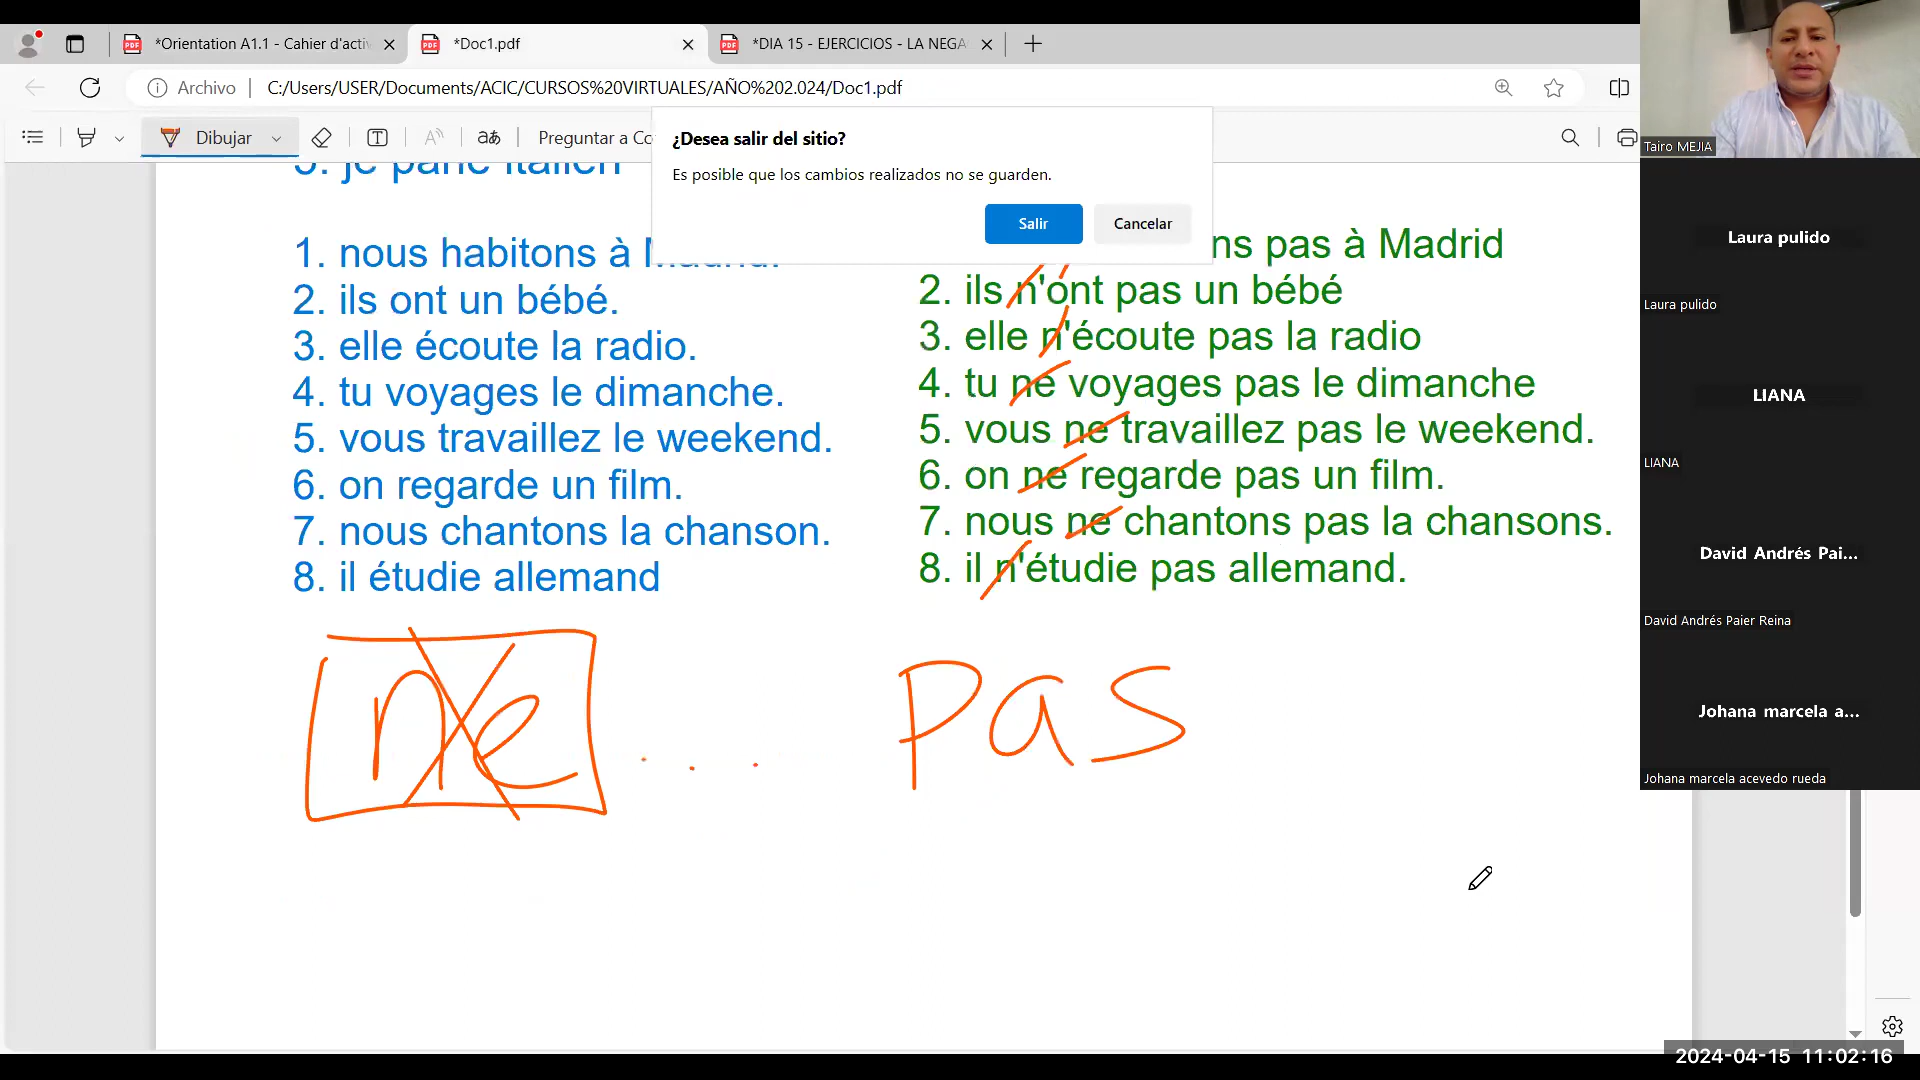 *Orientation A1.1 - Cahier d'acti
*Doc1.pdf
*DIA 15 - EJERCICIOS - LA NEGA
Archivo
C:/Users/USER/Documents/ACIC/CURSOS%20VIRTUALES/AÑO%202.024/Doc1.pdf
Dibujar
Preguntar a Co
¿Desea salir del sitio?
Es posible que los cambios realizados no se guarden.
Salir
Cancelar
5. je parle italien
1. nous habitons à Madrid.
2. ils ont un bébé.
3. elle écoute la radio.
4. tu voyages le dimanche.
5. vous travaillez le weekend.
6. on regarde un film.
7. nous chantons la chanson.
8. il étudie allemand
ns pas à Madrid
2. ils n'ont pas un bébé
3. elle n'écoute pas la radio
4. tu ne voyages pas le dimanche
5. vous ne travaillez pas le weekend.
6. on ne regarde pas un film.
7. nous ne chantons pas la chansons.
8. il n'étudie pas allemand.
ne . . . pas
Tairo MEJIA
Laura pulido
Laura pulido
LIANA
LIANA
David Andrés Pai...
David Andrés Paier Reina
Johana marcela a...
Johana marcela acevedo rueda
2024-04-15 11:02:16